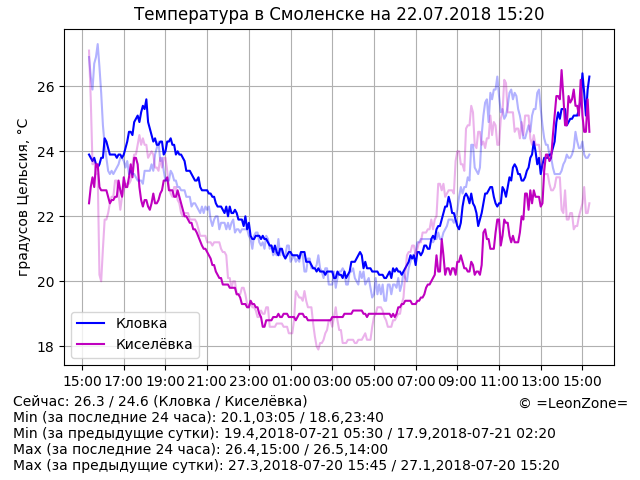 Температура в Смоленске на 22.07.2018 15:20
градусов Цельсия, °C
26
24
22
20
18
Кловка
Киселёвка
15:00 17:00 19:00 21:00 23:00 01:00 03:00 05:00 07:00 09:00 11:00 13:00 15:00
Сейчас: 26.3 / 24.6 (Кловка / Киселёвка)
© =LeonZone=
Min (за последние 24 часа): 20.1,03:05 / 18.6,23:40
Min (за предыдущие сутки): 19.4,2018-07-21 05:30 / 17.9,2018-07-21 02:20
Max (за последние 24 часа): 26.4,15:00 / 26.5,14:00
Max (за предыдущие сутки): 27.3,2018-07-20 15:45 / 27.1,2018-07-20 15:20